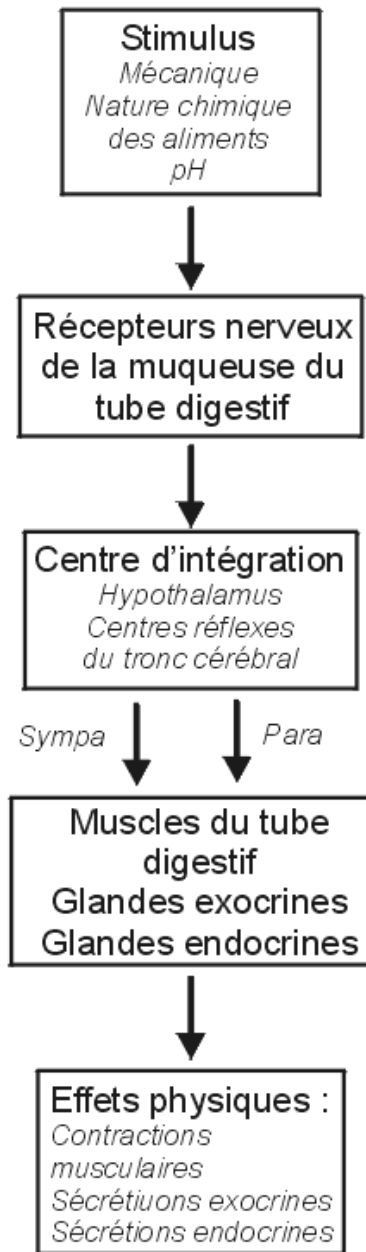 Stimulus
Mécanique
Nature chimique
des aliments
pH
Récepteurs nerveux
de la muqueuse du
tube digestif
Centre d'intégration
Hypothalamus
Centres réflexes
du tronc cérébral
Sympa
Para
Muscles du tube
digestif
Glandes exocrines
Glandes endocrines
Effets physiques :
Contractions
musculaires
Sécrétiuons exocrines
Sécrétions endocrines